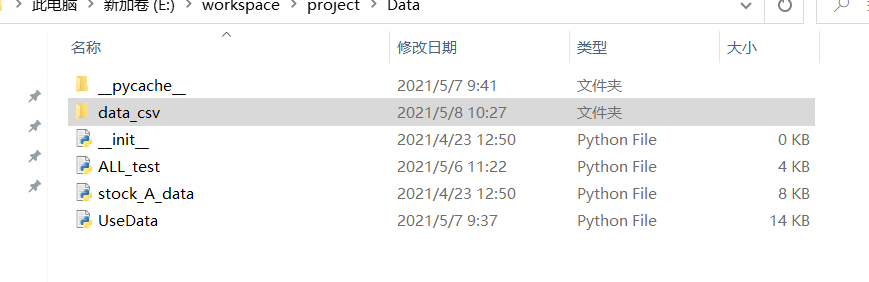 此电脑 新加卷 (E:) workspace project Data
名称 修改日期 类型 大小
__pycache__ 2021/5/7 9:41 文件夹
data_csv 2021/5/8 10:27 文件夹
__init__ 2021/4/23 12:50 Python File 0 KB
ALL_test 2021/5/6 11:22 Python File 4 KB
stock_A_data 2021/4/23 12:50 Python File 8 KB
UseData 2021/5/7 9:37 Python File 14 KB